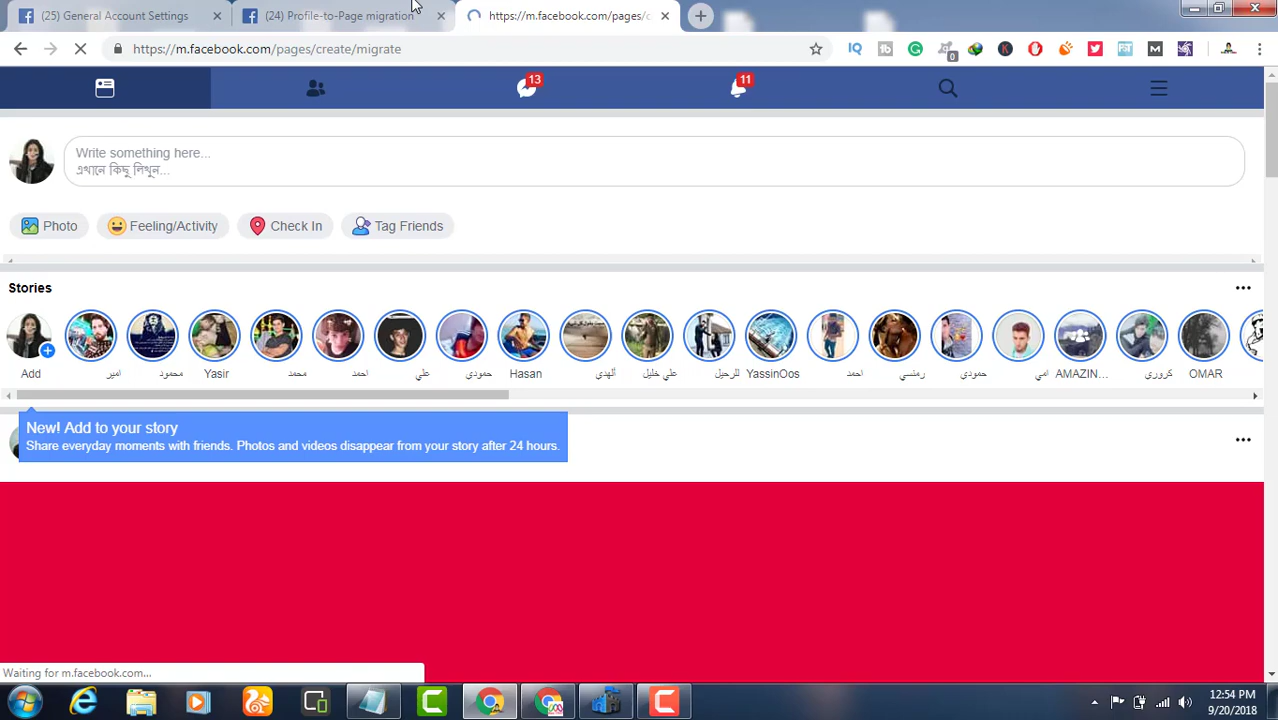 (25) General Account Settings
(24) Profile-to-Page migration
https://m.facebook.com/pages/c
https://m.facebook.com/pages/create/migrate
0
13
11
Write something here...
এখানে কিছু লিখুন...
Photo
Feeling/Activity
Check In
Tag Friends
Stories
Add
امير
محمود
Yasir
محمد
احمد
علي
حمودي
Hasan
ألهدي
علي خليل
للرحيل
YassinOos
احمد
رمنسي
حمودي
امي
AMAZIN...
كروري
OMAR
New! Add to your story
Share everyday moments with friends. Photos and videos disappear from your story after 24 hours.
Waiting for m.facebook.com...
12:54 PM
9/20/2018